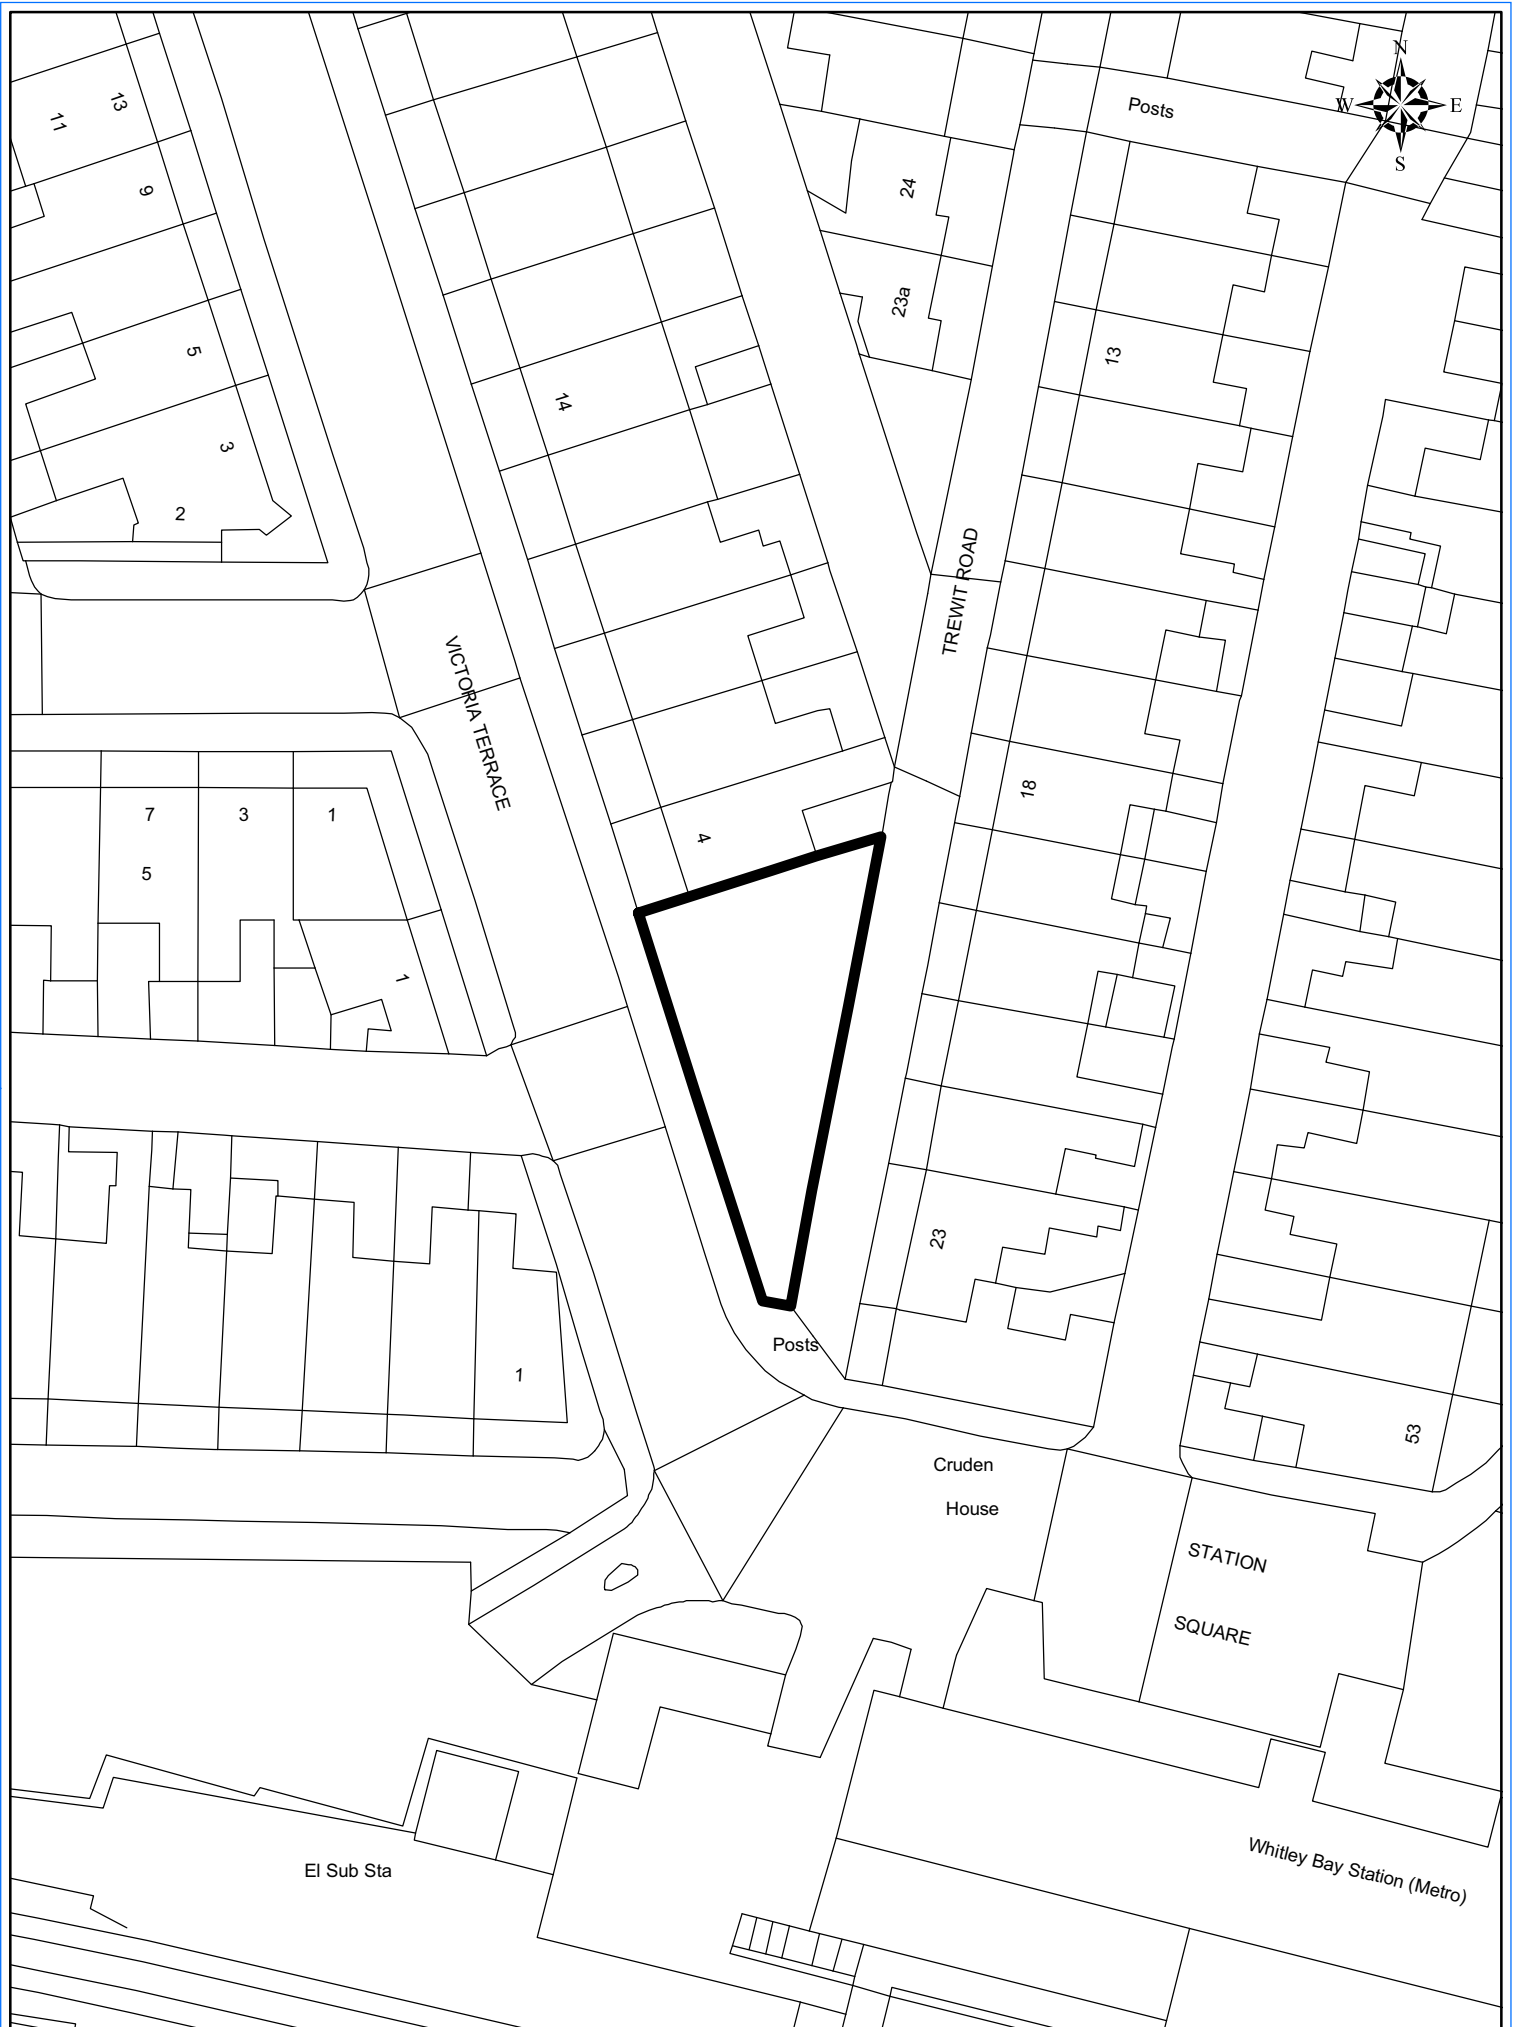 N
W E
S
Posts
13
11
9
24
23a
5
13
14
3
2
TREWIT ROAD
VICTORIA TERRACE
18
7
3
1
4
5
1
23
Posts
1
53
Cruden
House
STATION
SQUARE
El Sub Sta
Whitley Bay Station (Metro)